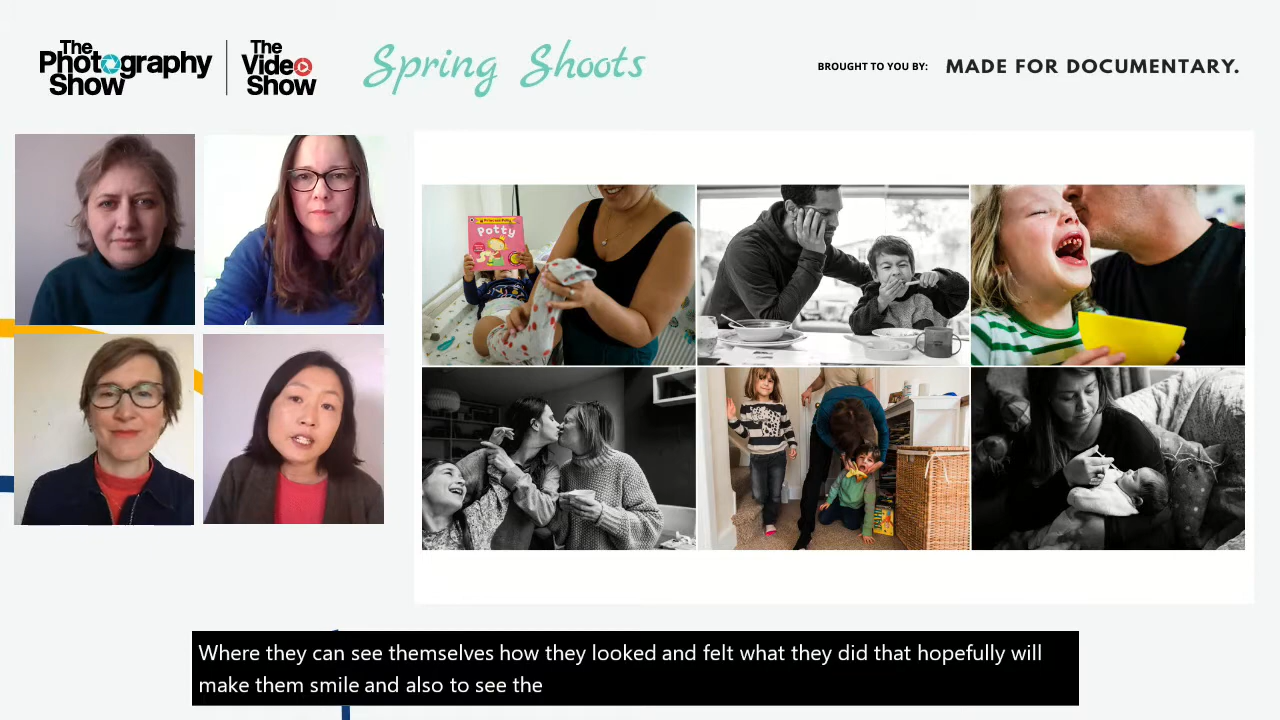 The
Photography
Show
The
Video
Show
Spring Shoots
BROUGHT TO YOU BY: MADE FOR DOCUMENTARY.
Potty
Where they can see themselves how they looked and felt what they did that hopefully will
make them smile and also to see the